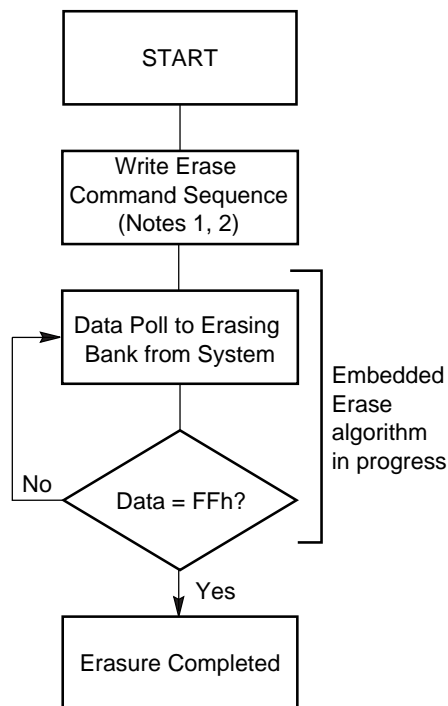 START
Write Erase
Command Sequence
(Notes 1, 2)
Data Poll to Erasing
Bank from System
Embedded
Erase
algorithm
in progress
No
Data = FFh?
Yes
Erasure Completed